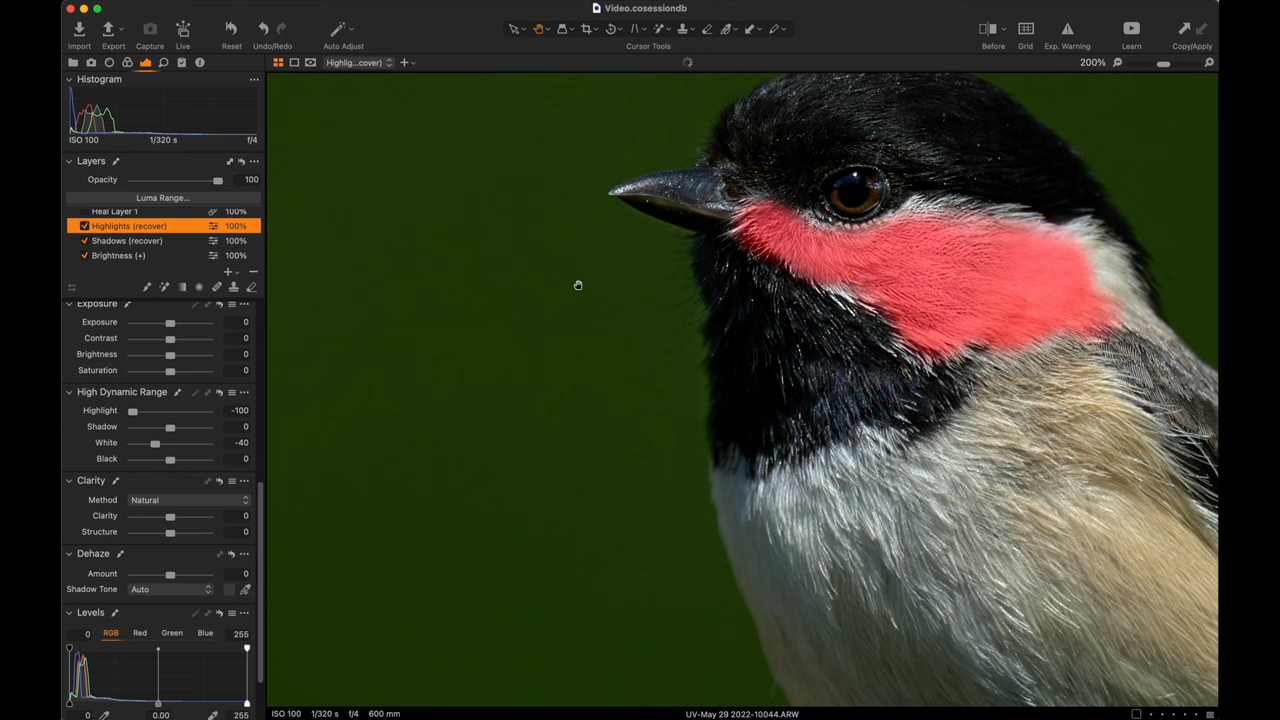 Video.cosessiondb
Import Export Capture Live Reset Undo/Redo Auto Adjust Cursor Tools Before Grid Exp. Warning Learn Copy/Apply
Highlig...cover) 200%
Histogram
ISO 100 1/320 s f/4
Layers
Opacity 100
Luma Range...
Heal Layer 1 100%
Highlights (recover) 100%
Shadows (recover) 100%
Brightness (+) 100%
Exposure
Exposure 0
Contrast 0
Brightness 0
Saturation 0
High Dynamic Range
Highlight -100
Shadow 0
White -40
Black 0
Clarity
Method Natural
Clarity 0
Structure 0
Dehaze
Amount 0
Shadow Tone Auto
Levels
0 RGB Red Green Blue 255
0 0.00 255
ISO 100 1/320 s f/4 600 mm UV-May 29 2022-10044.ARW